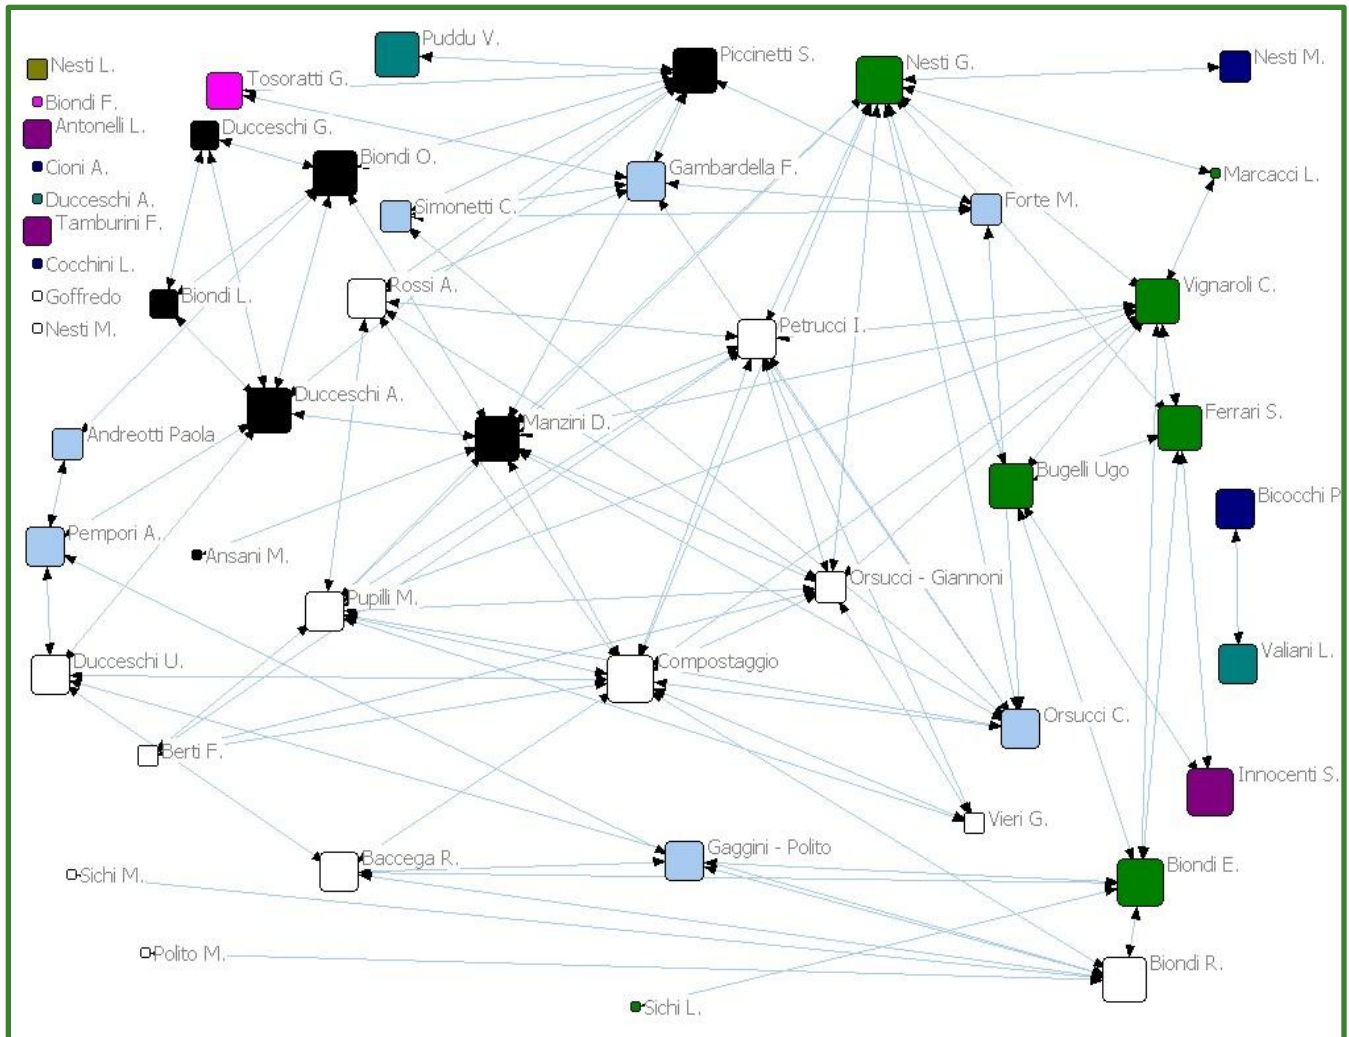 Puddu V.
Piccinetti S.
Nesti G.
Nesti M.
Nesti L.
Tosoratti G.
Biondi F.
Antonelli L.
Ducceschi G.
Biondi O.
Gambardella F.
Marcacci L.
Cioni A.
Ducceschi A.
Simonetti C.
Forte M.
Tamburini F.
Cocchini L.
Goffredo
Biondi L.
Rossi A.
Vignaroli C.
Nesti M.
Petrucci I.
Ducceschi A.
Manzini D.
Ferrari S.
Andreotti Paola
Bugelli Ugo
Bicocchi P
Pempori A.
Ansani M.
Orsucci - Giannoni
Pupilli M.
Ducceschi U.
Compostaggio
Valiani L.
Orsucci C.
Berti F.
Innocenti S.
Vieri G.
Gaggini - Polito
Baccega R.
Biondi E.
Sichi M.
Polito M.
Biondi R.
Sichi L.